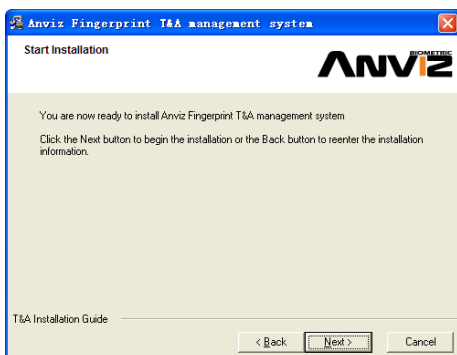 Anviz Fingerprint T&A management system
Start Installation
BIOMETRIC
ANVIZ
You are now ready to install Anviz Fingerprint T&A management system
Click the Next button to begin the installation or the Back button to reenter the installation
information.
T&A Installation Guide
< Back
Next >
Cancel